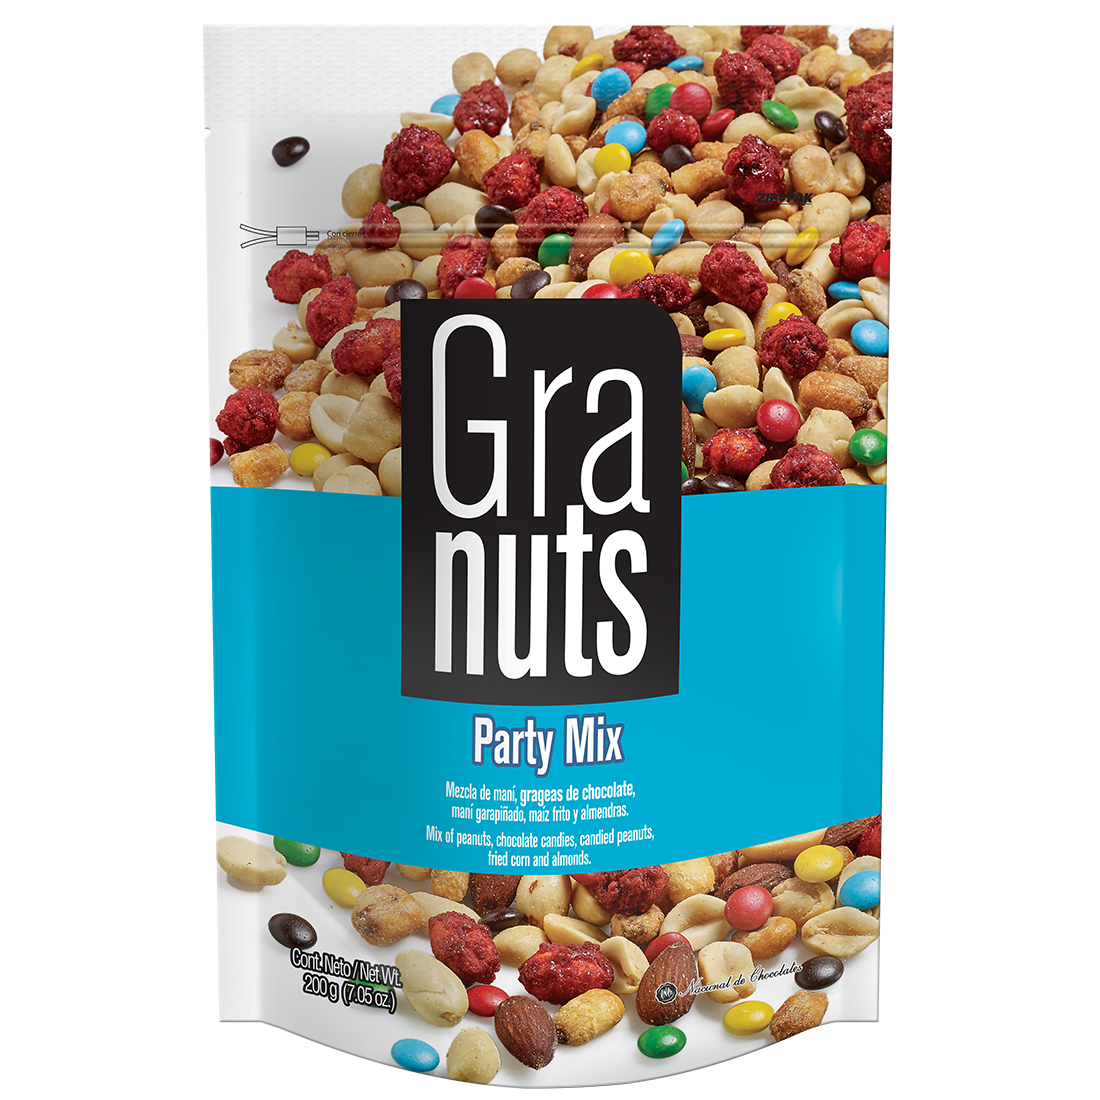 ZIP-PAK
Con cierre
Gra
nuts
Party Mix
Mezcla de maní, grageas de chocolate,
maní garapiñado, maíz frito y almendras.
Mix of peanuts, chocolate candies, candied peanuts,
fried corn and almonds.
Cont. Neto / Net Wt.
200 g (7.05 oz.)
Nacional de Chocolates